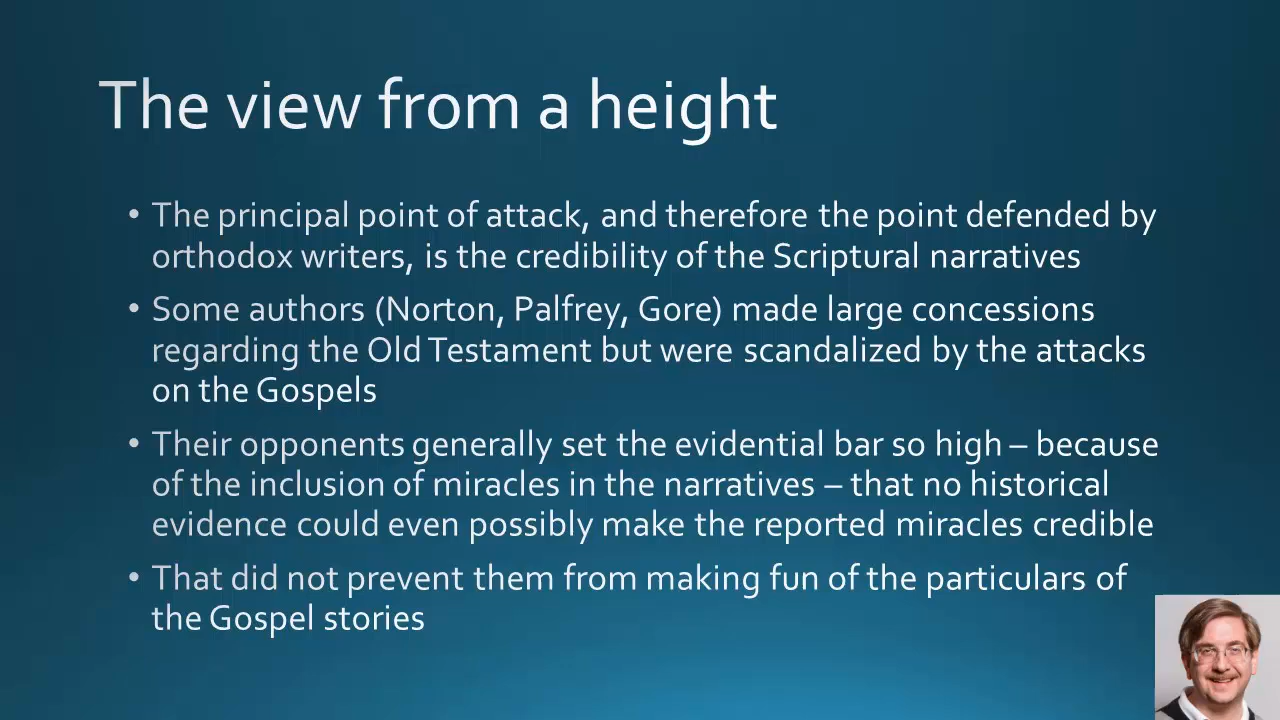 The view from a height
• The principal point of attack, and therefore the point defended by
orthodox writers, is the credibility of the Scriptural narratives
• Some authors (Norton, Palfrey, Gore) made large concessions
regarding the Old Testament but were scandalized by the attacks
on the Gospels
• Their opponents generally set the evidential bar so high – because
of the inclusion of miracles in the narratives – that no historical
evidence could even possibly make the reported miracles credible
• That did not prevent them from making fun of the particulars of
the Gospel stories